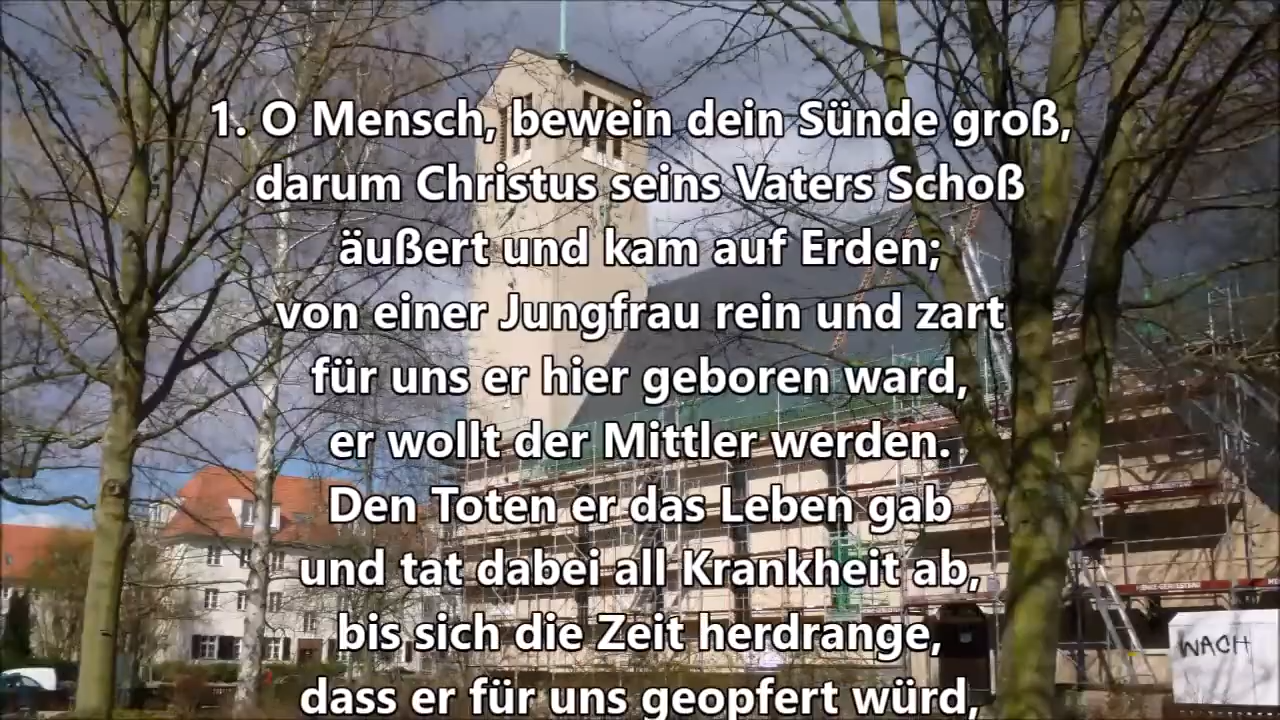 1. O Mensch, bewein dein Sünde groß,
darum Christus seins Vaters Schoß
äußert und kam auf Erden;
von einer Jungfrau rein und zart
für uns er hier geboren ward,
er wollt der Mittler werden.
Den Toten er das Leben gab
und tat dabei all Krankheit ab,
bis sich die Zeit herdrange,
dass er für uns geopfert würd,
WACH